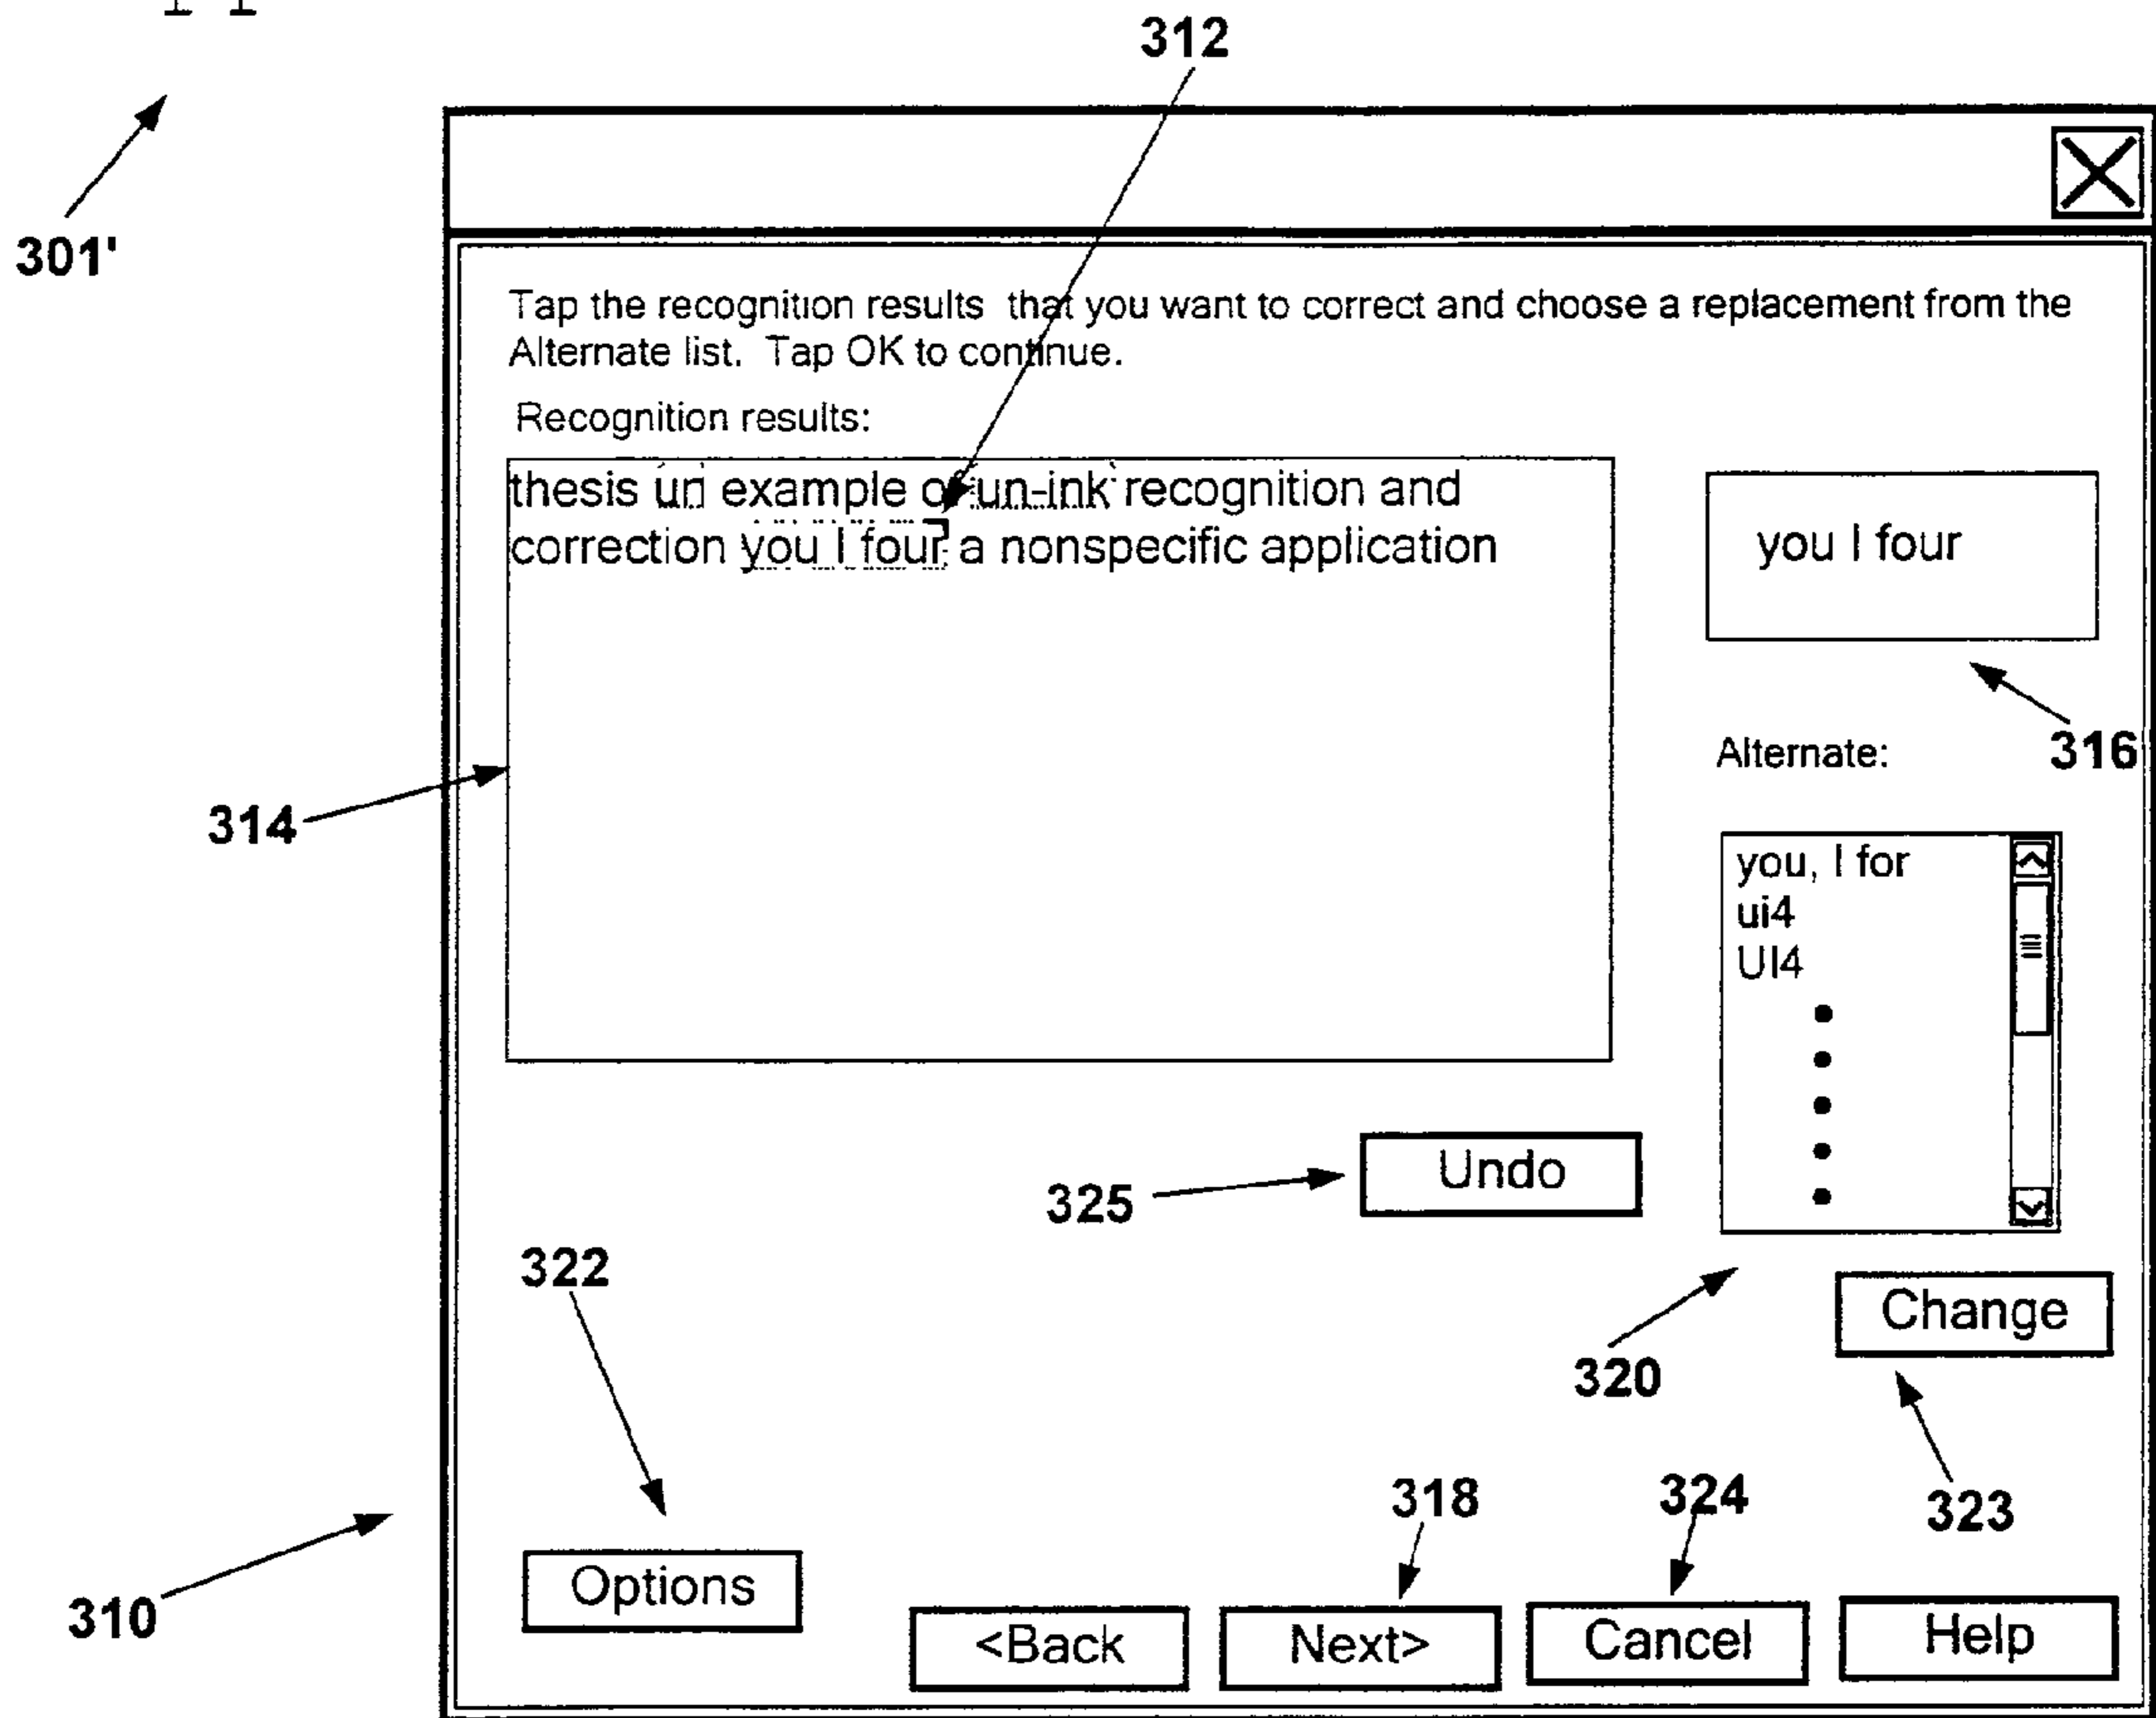 312
301'
Tap the recognition results that you want to correct and choose a replacement from the
Alternate list. Tap OK to continue.
Recognition results:
thesis un example of un-ink recognition and
correction you I four a nonspecific application
you I four
316
Alternate:
314
you, I for
ui4
UI4
Undo
325
322
Change
320
318
324
323
Options
310
<Back
Next>
Cancel
Help